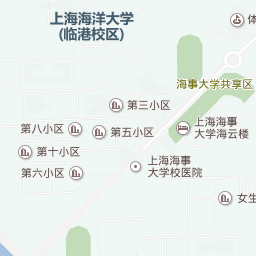 上海海洋大学
(临港校区)
体
海事大学共享区
第三小区
第八小区
第五小区
上海海事
大学海云楼
第十小区
上海海事
大学校医院
第六小区
女生